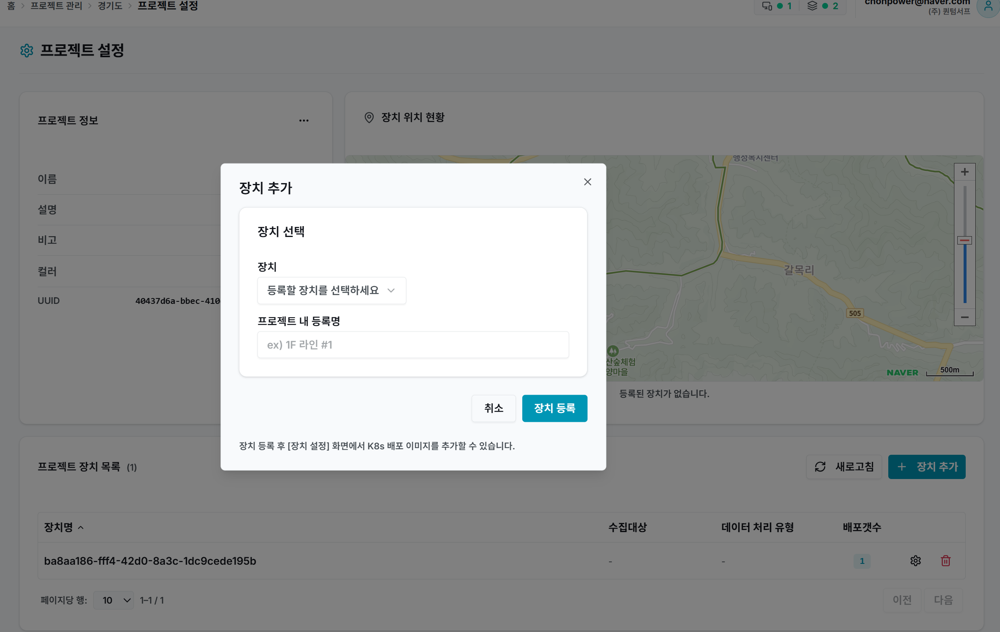 홈 > 프로젝트 관리 > 경기도 > 프로젝트 설정
1
2
chonpower@naver.com
(주) 퀀텀서프
프로젝트 설정
프로젝트 정보
이름
설명
비고
컬러
UUID 40437d6a-bbec-410
장치 위치 현황
행정복지센터
갈목리
505
산숲체험
양마을
NAVER
500m
등록된 장치가 없습니다.
장치 추가
장치 선택
장치
등록할 장치를 선택하세요
프로젝트 내 등록명
ex) 1F 라인 #1
취소
장치 등록
장치 등록 후 [장치 설정] 화면에서 K8s 배포 이미지를 추가할 수 있습니다.
프로젝트 장치 목록 (1)
새로고침
+ 장치 추가
장치명 수집대상 데이터 처리 유형 배포갯수
ba8aa186-fff4-42d0-8a3c-1dc9cede195b - - 1
페이지당 행: 10 1–1 / 1
이전 다음